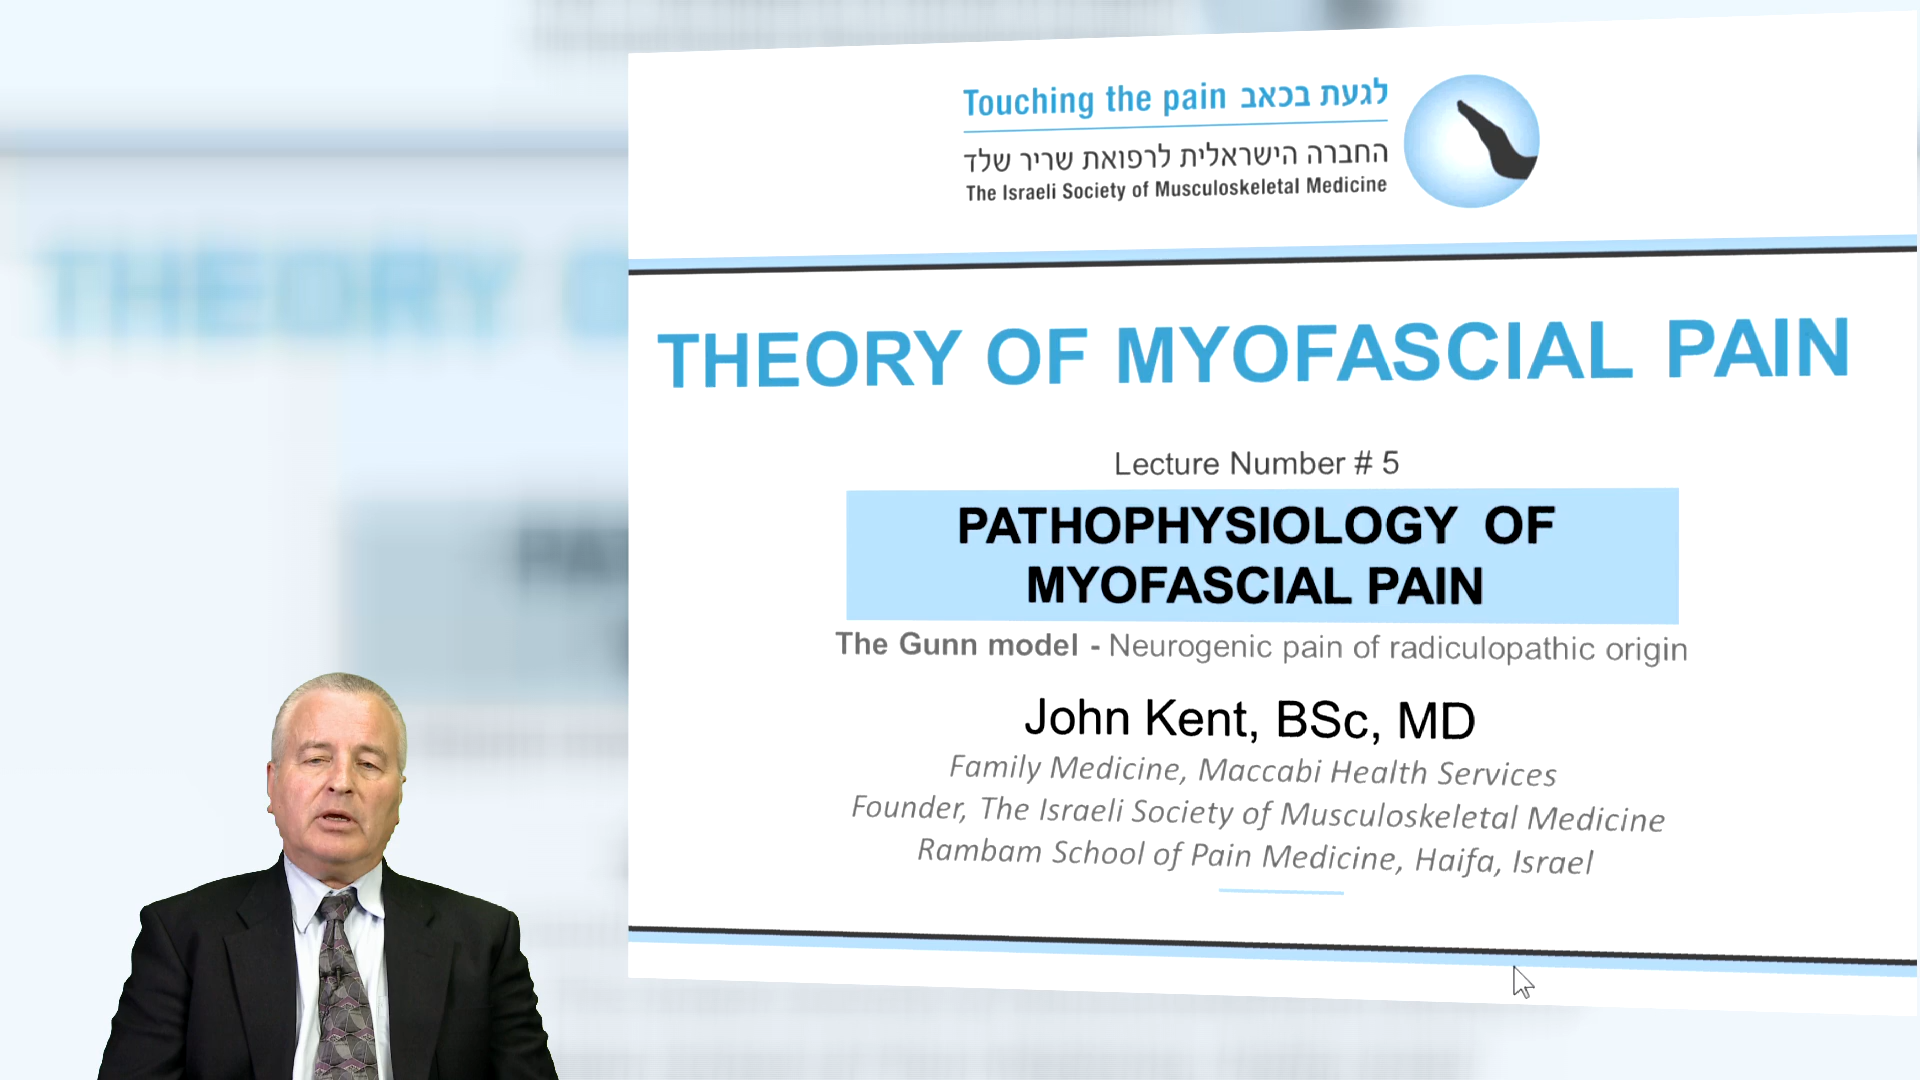 Touching the pain לגעת בכאב
החברה הישראלית לרפואת שריר שלד
The Israeli Society of Musculoskeletal Medicine
THEORY OF MYOFASCIAL PAIN
Lecture Number # 5
PATHOPHYSIOLOGY OF
MYOFASCIAL PAIN
The Gunn model - Neurogenic pain of radiculopathic origin
John Kent, BSc, MD
Family Medicine, Maccabi Health Services
Founder, The Israeli Society of Musculoskeletal Medicine
Rambam School of Pain Medicine, Haifa, Israel
THEORY